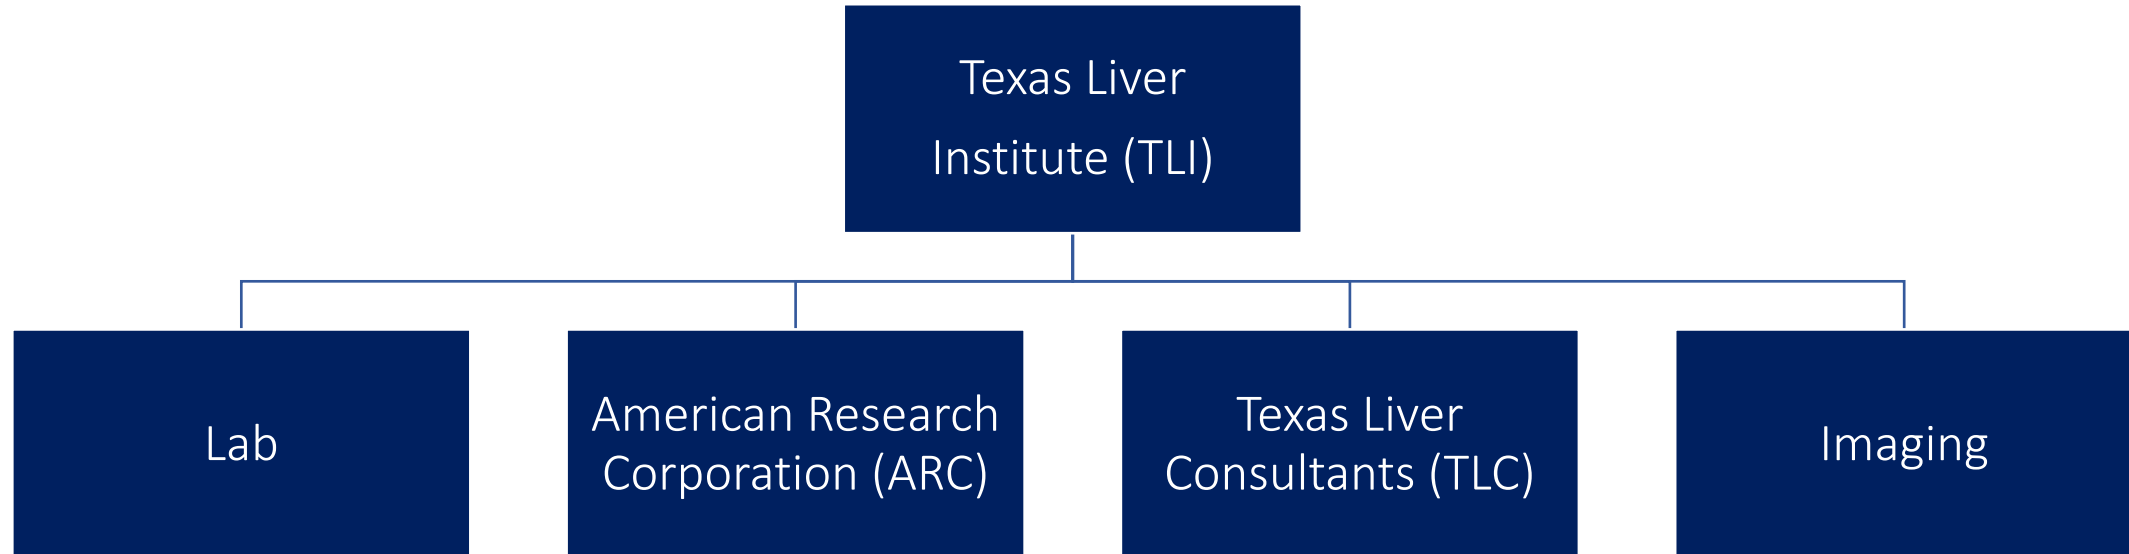 Texas Liver
Institute (TLI)
Lab
American Research
Corporation (ARC)
Texas Liver
Consultants (TLC)
Imaging